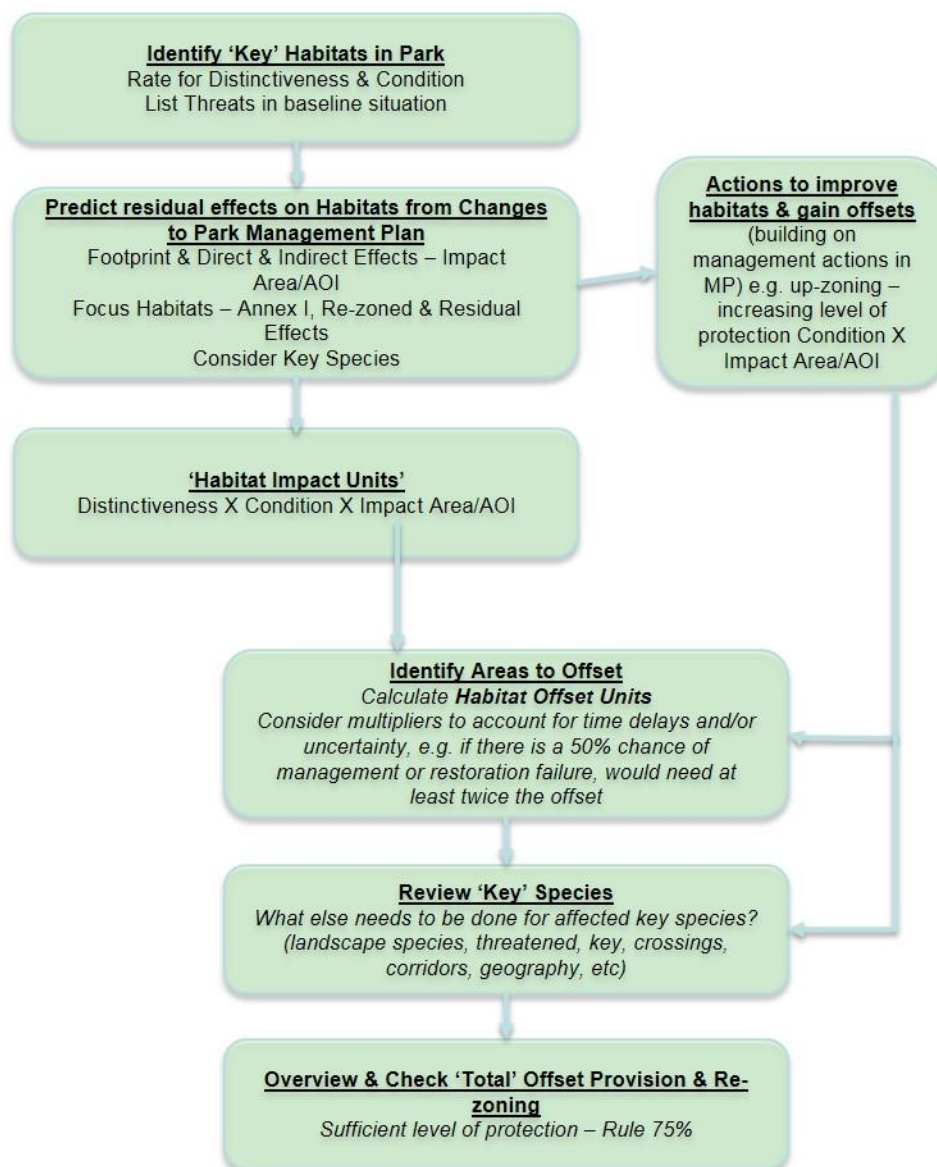 Identify ‘Key’ Habitats in Park
Rate for Distinctiveness & Condition
List Threats in baseline situation
Predict residual effects on Habitats from Changes
to Park Management Plan
Footprint & Direct & Indirect Effects – Impact
Area/AOI
Focus Habitats – Annex I, Re-zoned & Residual
Effects
Consider Key Species
Actions to improve
habitats & gain offsets
(building on
management actions in
MP) e.g. up-zoning –
increasing level of
protection Condition X
Impact Area/AOI
‘Habitat Impact Units’
Distinctiveness X Condition X Impact Area/AOI
Identify Areas to Offset
Calculate Habitat Offset Units
Consider multipliers to account for time delays and/or
uncertainty, e.g. if there is a 50% chance of
management or restoration failure, would need at
least twice the offset
Review ‘Key’ Species
What else needs to be done for affected key species?
(landscape species, threatened, key, crossings,
corridors, geography, etc)
Overview & Check ‘Total’ Offset Provision & Re-
zoning
Sufficient level of protection – Rule 75%